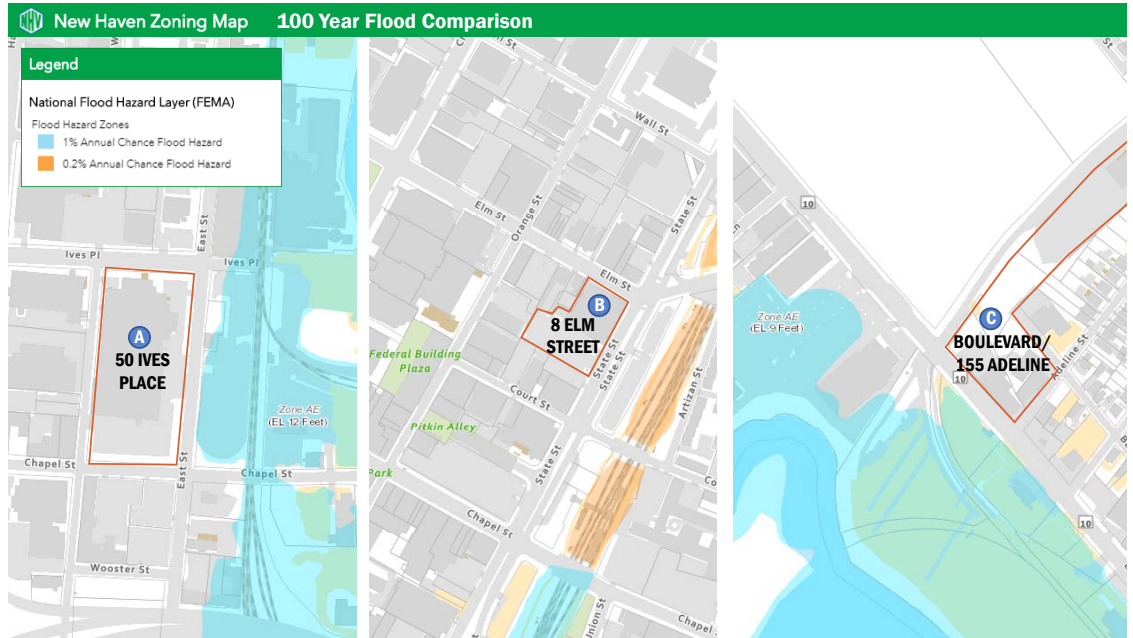 New Haven Zoning Map 100 Year Flood Comparison
Legend
National Flood Hazard Layer (FEMA)
Flood Hazard Zones
1% Annual Chance Flood Hazard
0.2% Annual Chance Flood Hazard
East St
Ives Pl
Ives Pl
A
50 IVES
PLACE
Zone AE
(EL 12 Feet)
Chapel St
East St
Chapel St
Wooster St
Wall St
State St
Orange St
Elm St
Elm St
B
8 ELM
STREET
State St
State St
Federal Building
Plaza
Artizan St
Court St
Pitkin Alley
State St
Park
Chapel St
Union St
Chapel S
10
Zone AE
(EL 9 Feet)
C
BOULEVARD/
155 ADELINE
Adeline St
10
10